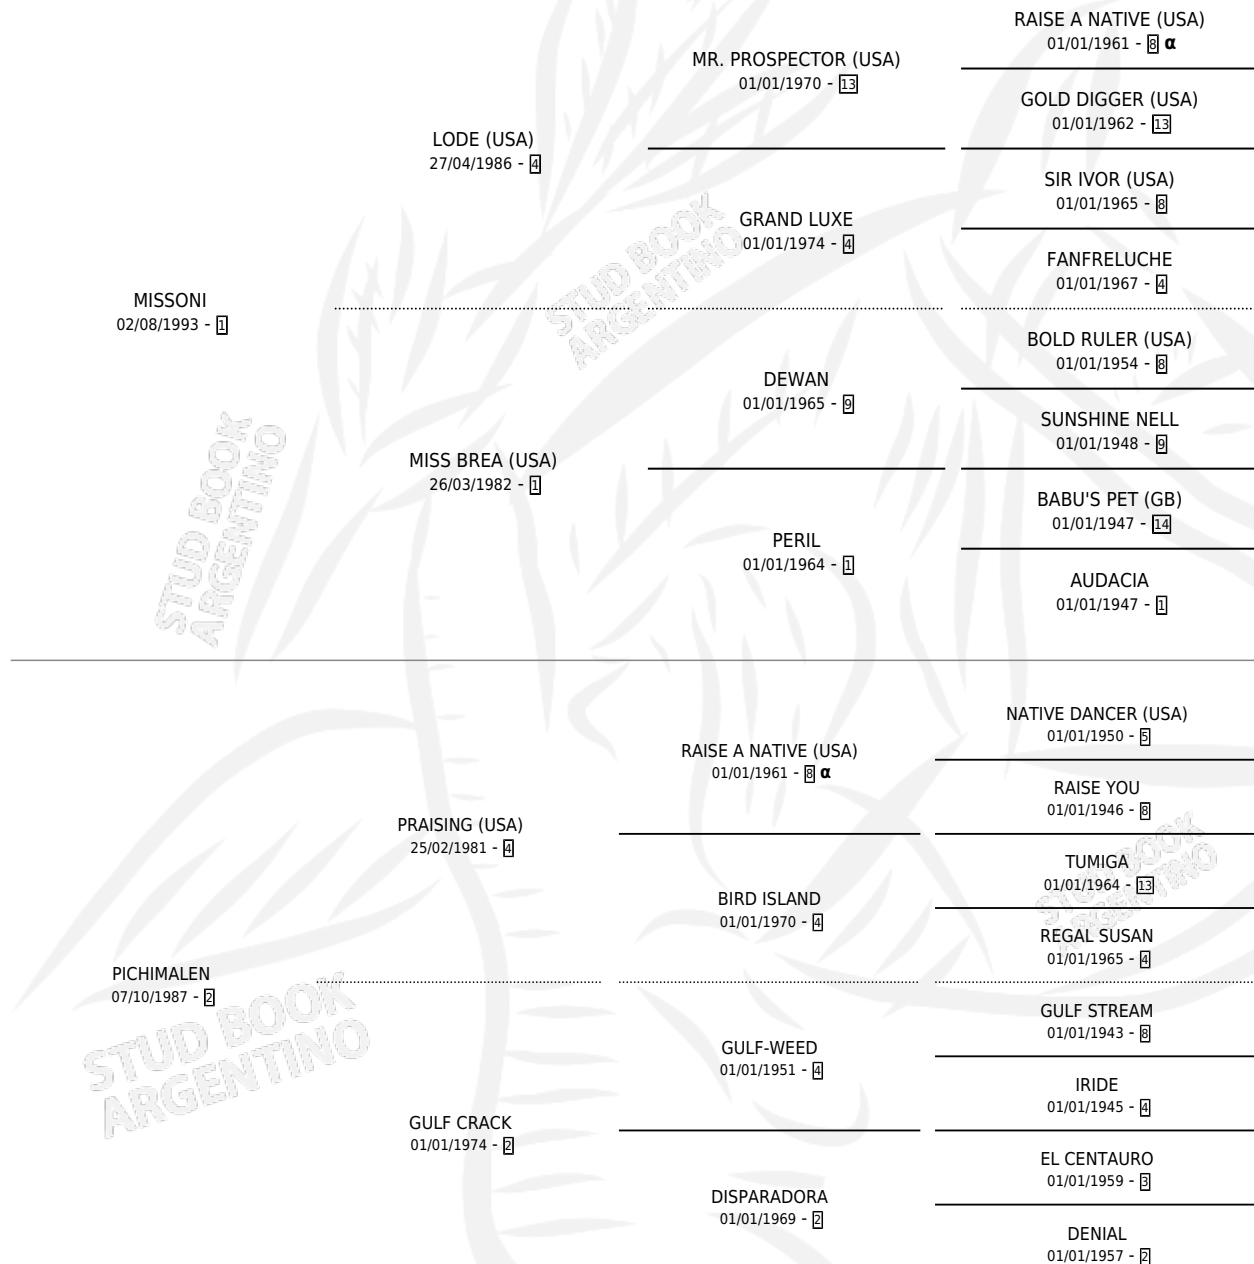 MISSONI
02/08/1993 - 1
LODE (USA)
27/04/1986 - 4
MR. PROSPECTOR (USA)
01/01/1970 - 13
RAISE A NATIVE (USA)
01/01/1961 - 8 α
GOLD DIGGER (USA)
01/01/1962 - 13
GRAND LUXE
01/01/1974 - 4
SIR IVOR (USA)
01/01/1965 - 8
FANFRELUCHE
01/01/1967 - 4
MISS BREA (USA)
26/03/1982 - 1
DEWAN
01/01/1965 - 9
BOLD RULER (USA)
01/01/1954 - 8
SUNSHINE NELL
01/01/1948 - 9
PERIL
01/01/1964 - 1
BABU'S PET (GB)
01/01/1947 - 14
AUDACIA
01/01/1947 - 1
PICHIMALEN
07/10/1987 - 2
PRAISING (USA)
25/02/1981 - 4
RAISE A NATIVE (USA)
01/01/1961 - 8 α
NATIVE DANCER (USA)
01/01/1950 - 5
RAISE YOU
01/01/1946 - 8
BIRD ISLAND
01/01/1970 - 4
TUMIGA
01/01/1964 - 13
REGAL SUSAN
01/01/1965 - 4
GULF CRACK
01/01/1974 - 2
GULF-WEED
01/01/1951 - 4
GULF STREAM
01/01/1943 - 8
IRIDE
01/01/1945 - 4
DISPARADORA
01/01/1969 - 2
EL CENTAURO
01/01/1959 - 3
DENIAL
01/01/1957 - 2
STUD BOOK
ARGENTINO
STUD BOOK
ARGENTINO
STUD BOOK
ARGENTINO
STUD BOOK
ARGENTINO